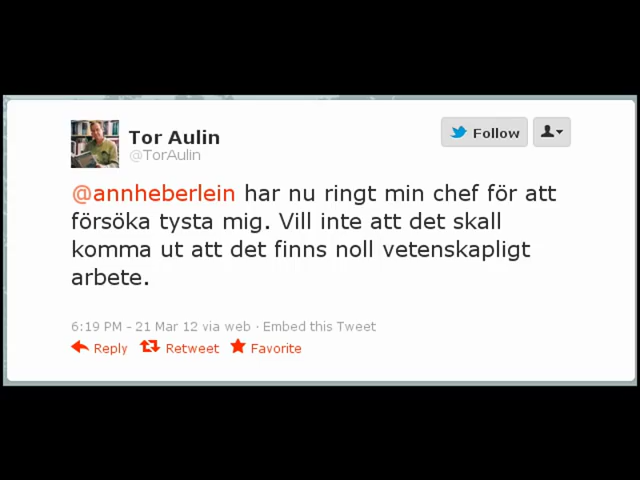 Tor Aulin
@TorAulin
Follow
@annheberlein har nu ringt min chef för att
försöka tysta mig. Vill inte att det skall
komma ut att det finns noll vetenskapligt
arbete.
6:19 PM - 21 Mar 12 via web · Embed this Tweet
Reply Retweet Favorite